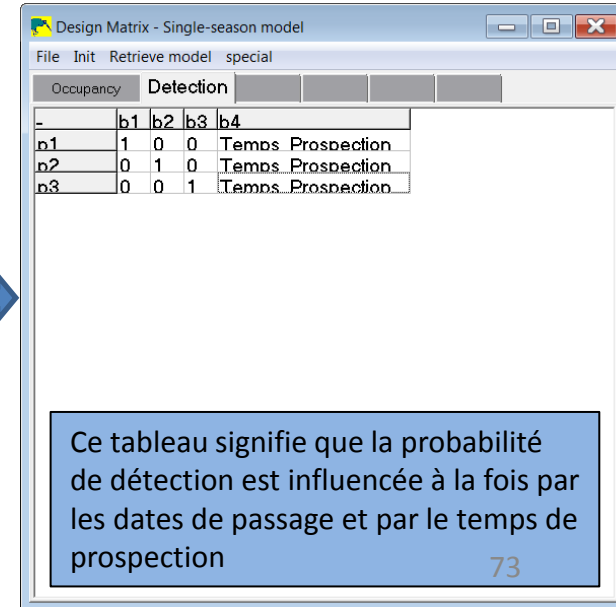 Design Matrix - Single-season model
File Init Retrieve model special
Occupancy Detection
- b1 b2 b3 b4
p1 1 0 0 Temps_Prospection
p2 0 1 0 Temps_Prospection
p3 0 0 1 Temps_Prospection
Ce tableau signifie que la probabilité
de détection est influencée à la fois par
les dates de passage et par le temps de
prospection
73